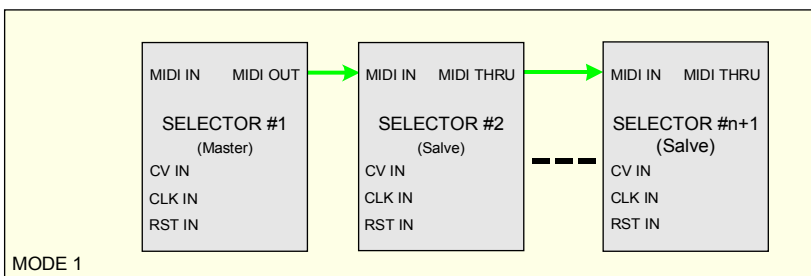 MIDI IN MIDI OUT
SELECTOR #1
(Master)
CV IN
CLK IN
RST IN
MIDI IN MIDI THRU
SELECTOR #2
(Salve)
CV IN
CLK IN
RST IN
MIDI IN MIDI THRU
SELECTOR #n+1
(Salve)
CV IN
CLK IN
RST IN
MODE 1